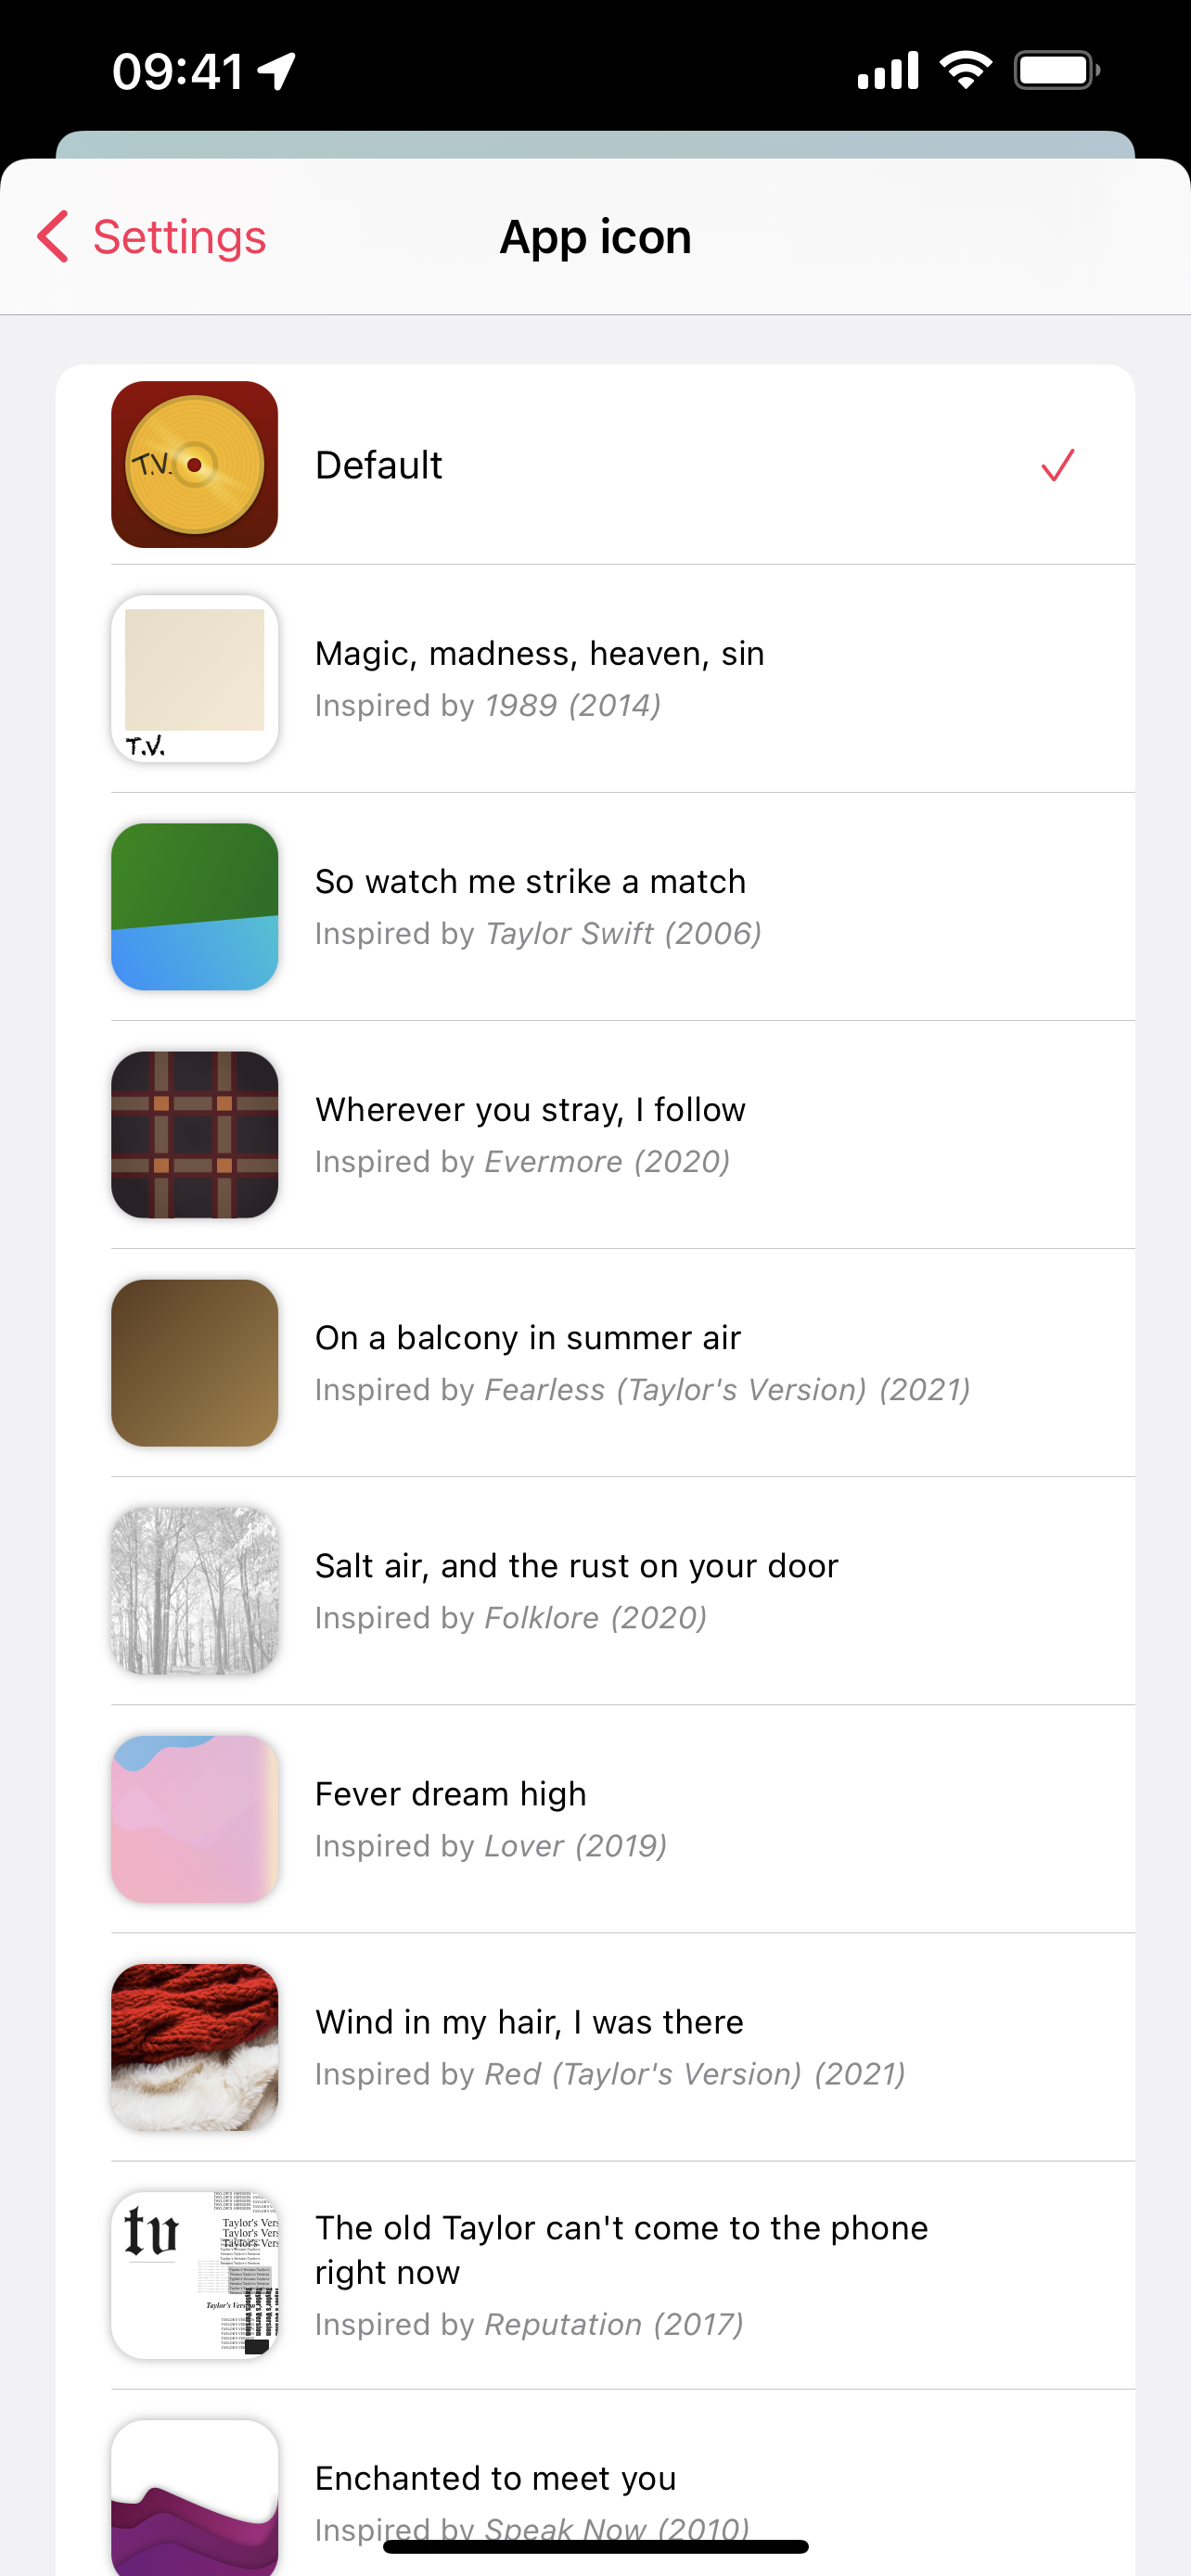 09:41
Settings
App icon
T.V.
Default
T.V.
Magic, madness, heaven, sin
Inspired by 1989 (2014)
So watch me strike a match
Inspired by Taylor Swift (2006)
Wherever you stray, I follow
Inspired by Evermore (2020)
On a balcony in summer air
Inspired by Fearless (Taylor's Version) (2021)
Salt air, and the rust on your door
Inspired by Folklore (2020)
Fever dream high
Inspired by Lover (2019)
Wind in my hair, I was there
Inspired by Red (Taylor's Version) (2021)
tv
Taylor's Vers
Taylor's Vers
Taylor's Vers
The old Taylor can't come to the phone
right now
Inspired by Reputation (2017)
Enchanted to meet you
Inspired by Speak Now (2010)